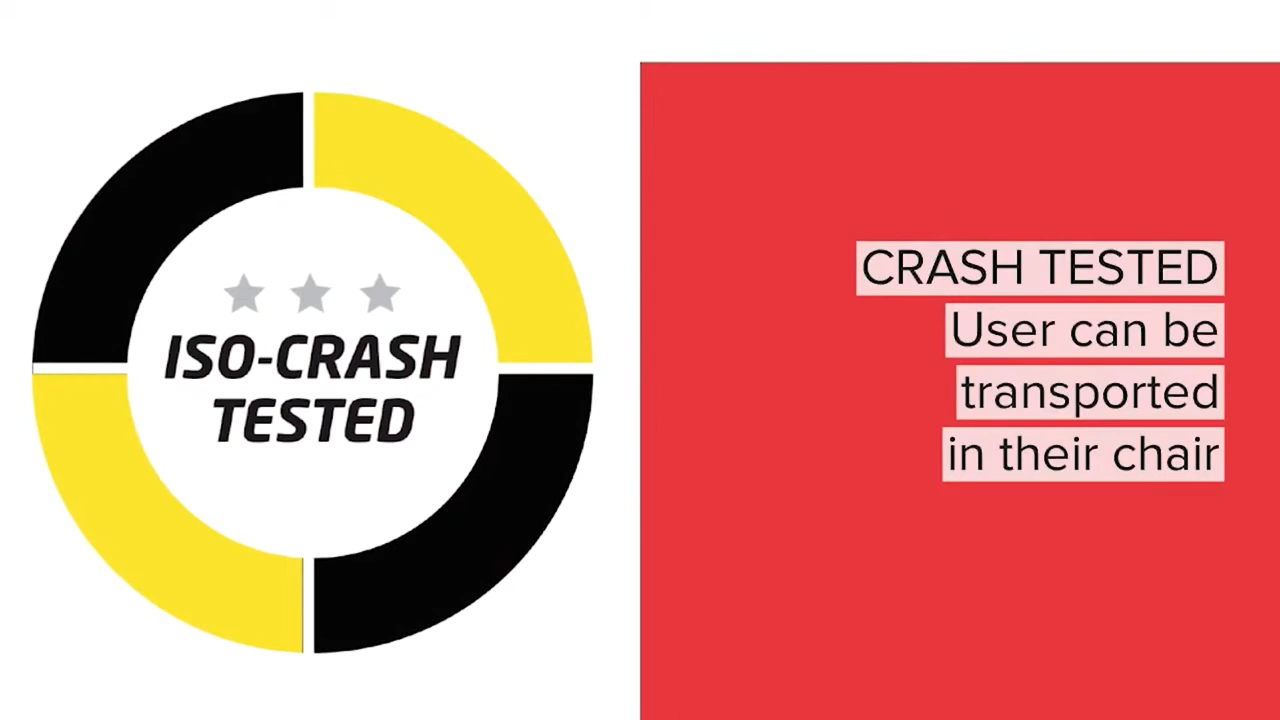 ISO-CRASH
TESTED
CRASH TESTED
User can be
transported
in their chair